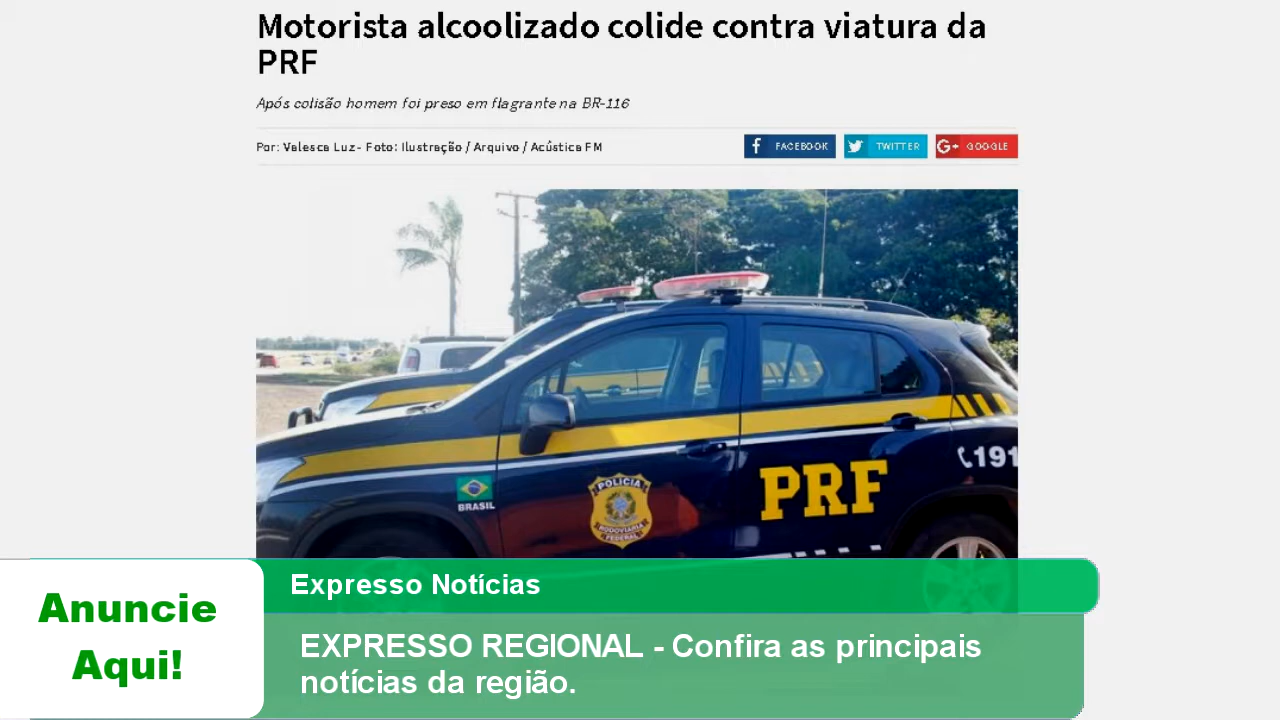 Motorista alcoolizado colide contra viatura da
PRF
Após colisão homem foi preso em flagrante na BR-116
Por: Valesca Luz - Foto: Ilustração / Arquivo / Acústica FM
FACEBOOK
TWITTER
G+ GOOGLE
191
PRF
BRASIL
POLÍCIA
RODOVIÁRIA
FEDERAL
Anuncie
Aqui!
Expresso Notícias
EXPRESSO REGIONAL - Confira as principais
notícias da região.